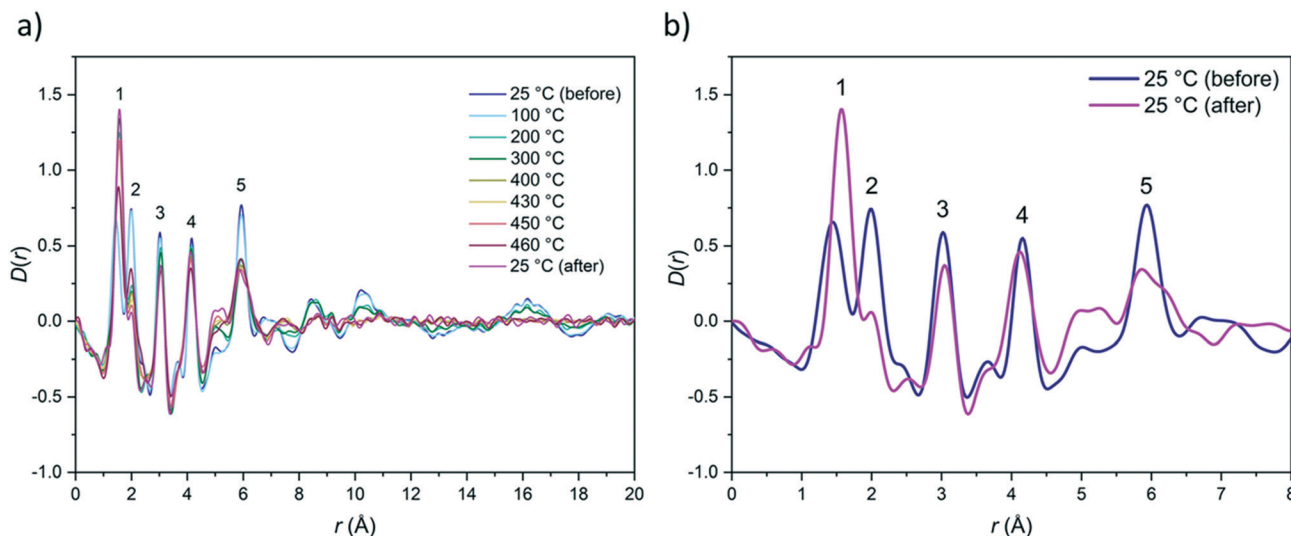 a)
1.5
1.0
0.5
0.0
-0.5
-1.0
D(r)
0 2 4 6 8 10 12 14 16 18 20
r (Å)
1
2
3
4
5
25 °C (before)
100 °C
200 °C
300 °C
400 °C
430 °C
450 °C
460 °C
25 °C (after)
b)
1.5
1.0
0.5
0.0
-0.5
-1.0
D(r)
0 1 2 3 4 5 6 7 8
r (Å)
1
2
3
4
5
25 °C (before)
25 °C (after)